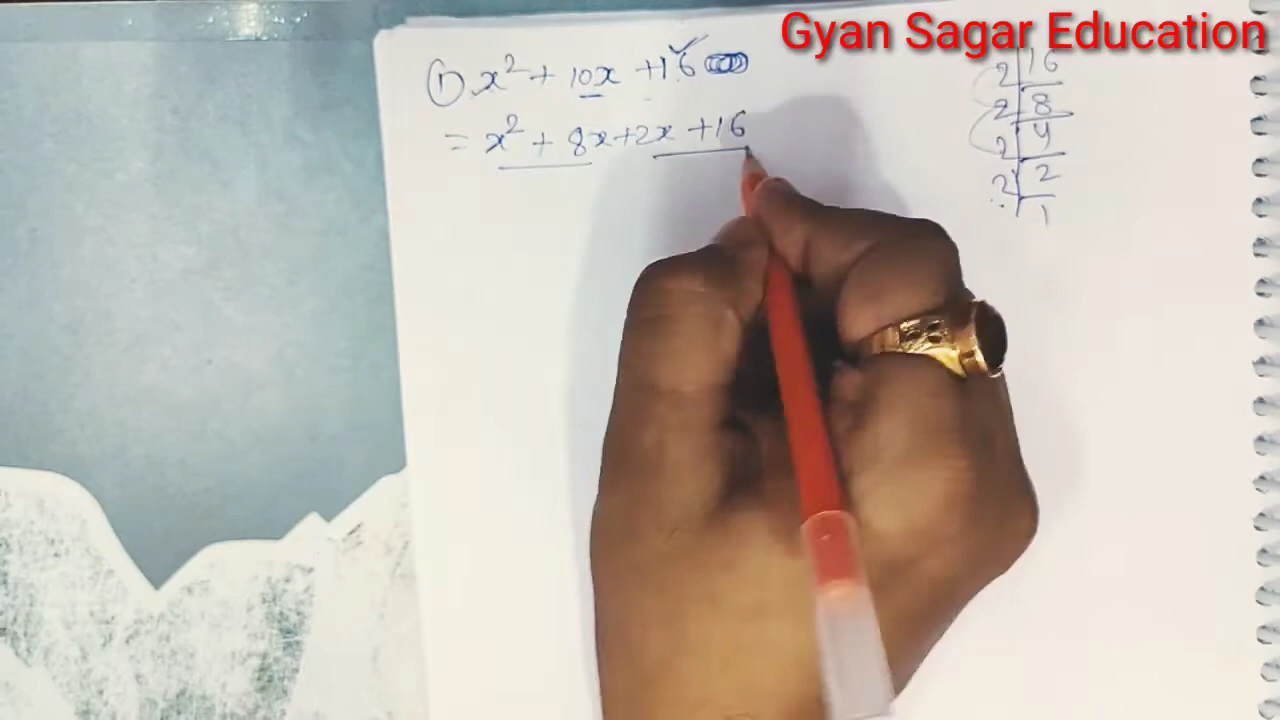 Gyan Sagar Education
① x² + 10x + 16
= x² + 8x + 2x + 16
2 | 16
2 | 8
2 | 4
2 | 2
1